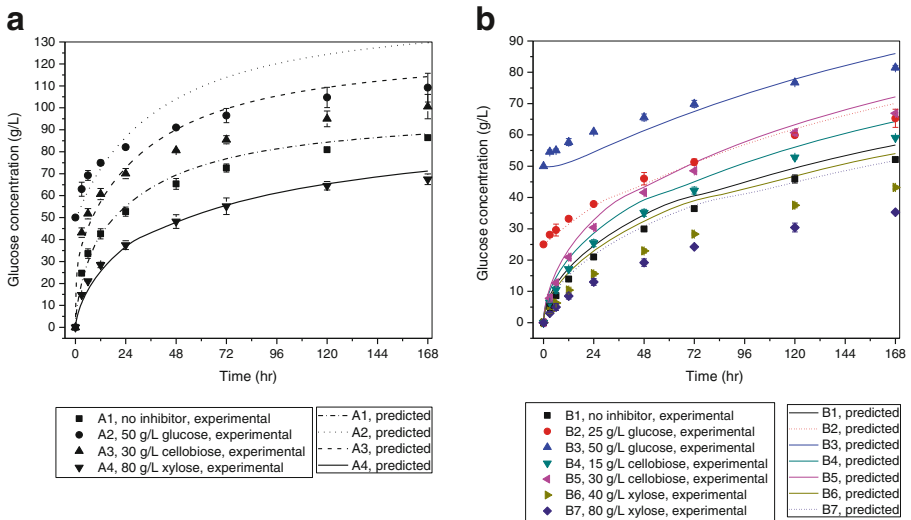 a
Glucose concentration (g/L)
130
120
110
100
90
80
70
60
50
40
30
20
10
0
0 24 48 72 96 120 144 168
Time (hr)
A1, no inhibitor, experimental
A2, 50 g/L glucose, experimental
A3, 30 g/L cellobiose, experimental
A4, 80 g/L xylose, experimental
A1, predicted
A2, predicted
A3, predicted
A4, predicted
b
Glucose concentration (g/L)
90
80
70
60
50
40
30
20
10
0
0 24 48 72 96 120 144 168
Time (hr)
B1, no inhibitor, experimental
B2, 25 g/L glucose, experimental
B3, 50 g/L glucose, experimental
B4, 15 g/L cellobiose, experimental
B5, 30 g/L cellobiose, experimental
B6, 40 g/L xylose, experimental
B7, 80 g/L xylose, experimental
B1, predicted
B2, predicted
B3, predicted
B4, predicted
B5, predicted
B6, predicted
B7, predicted